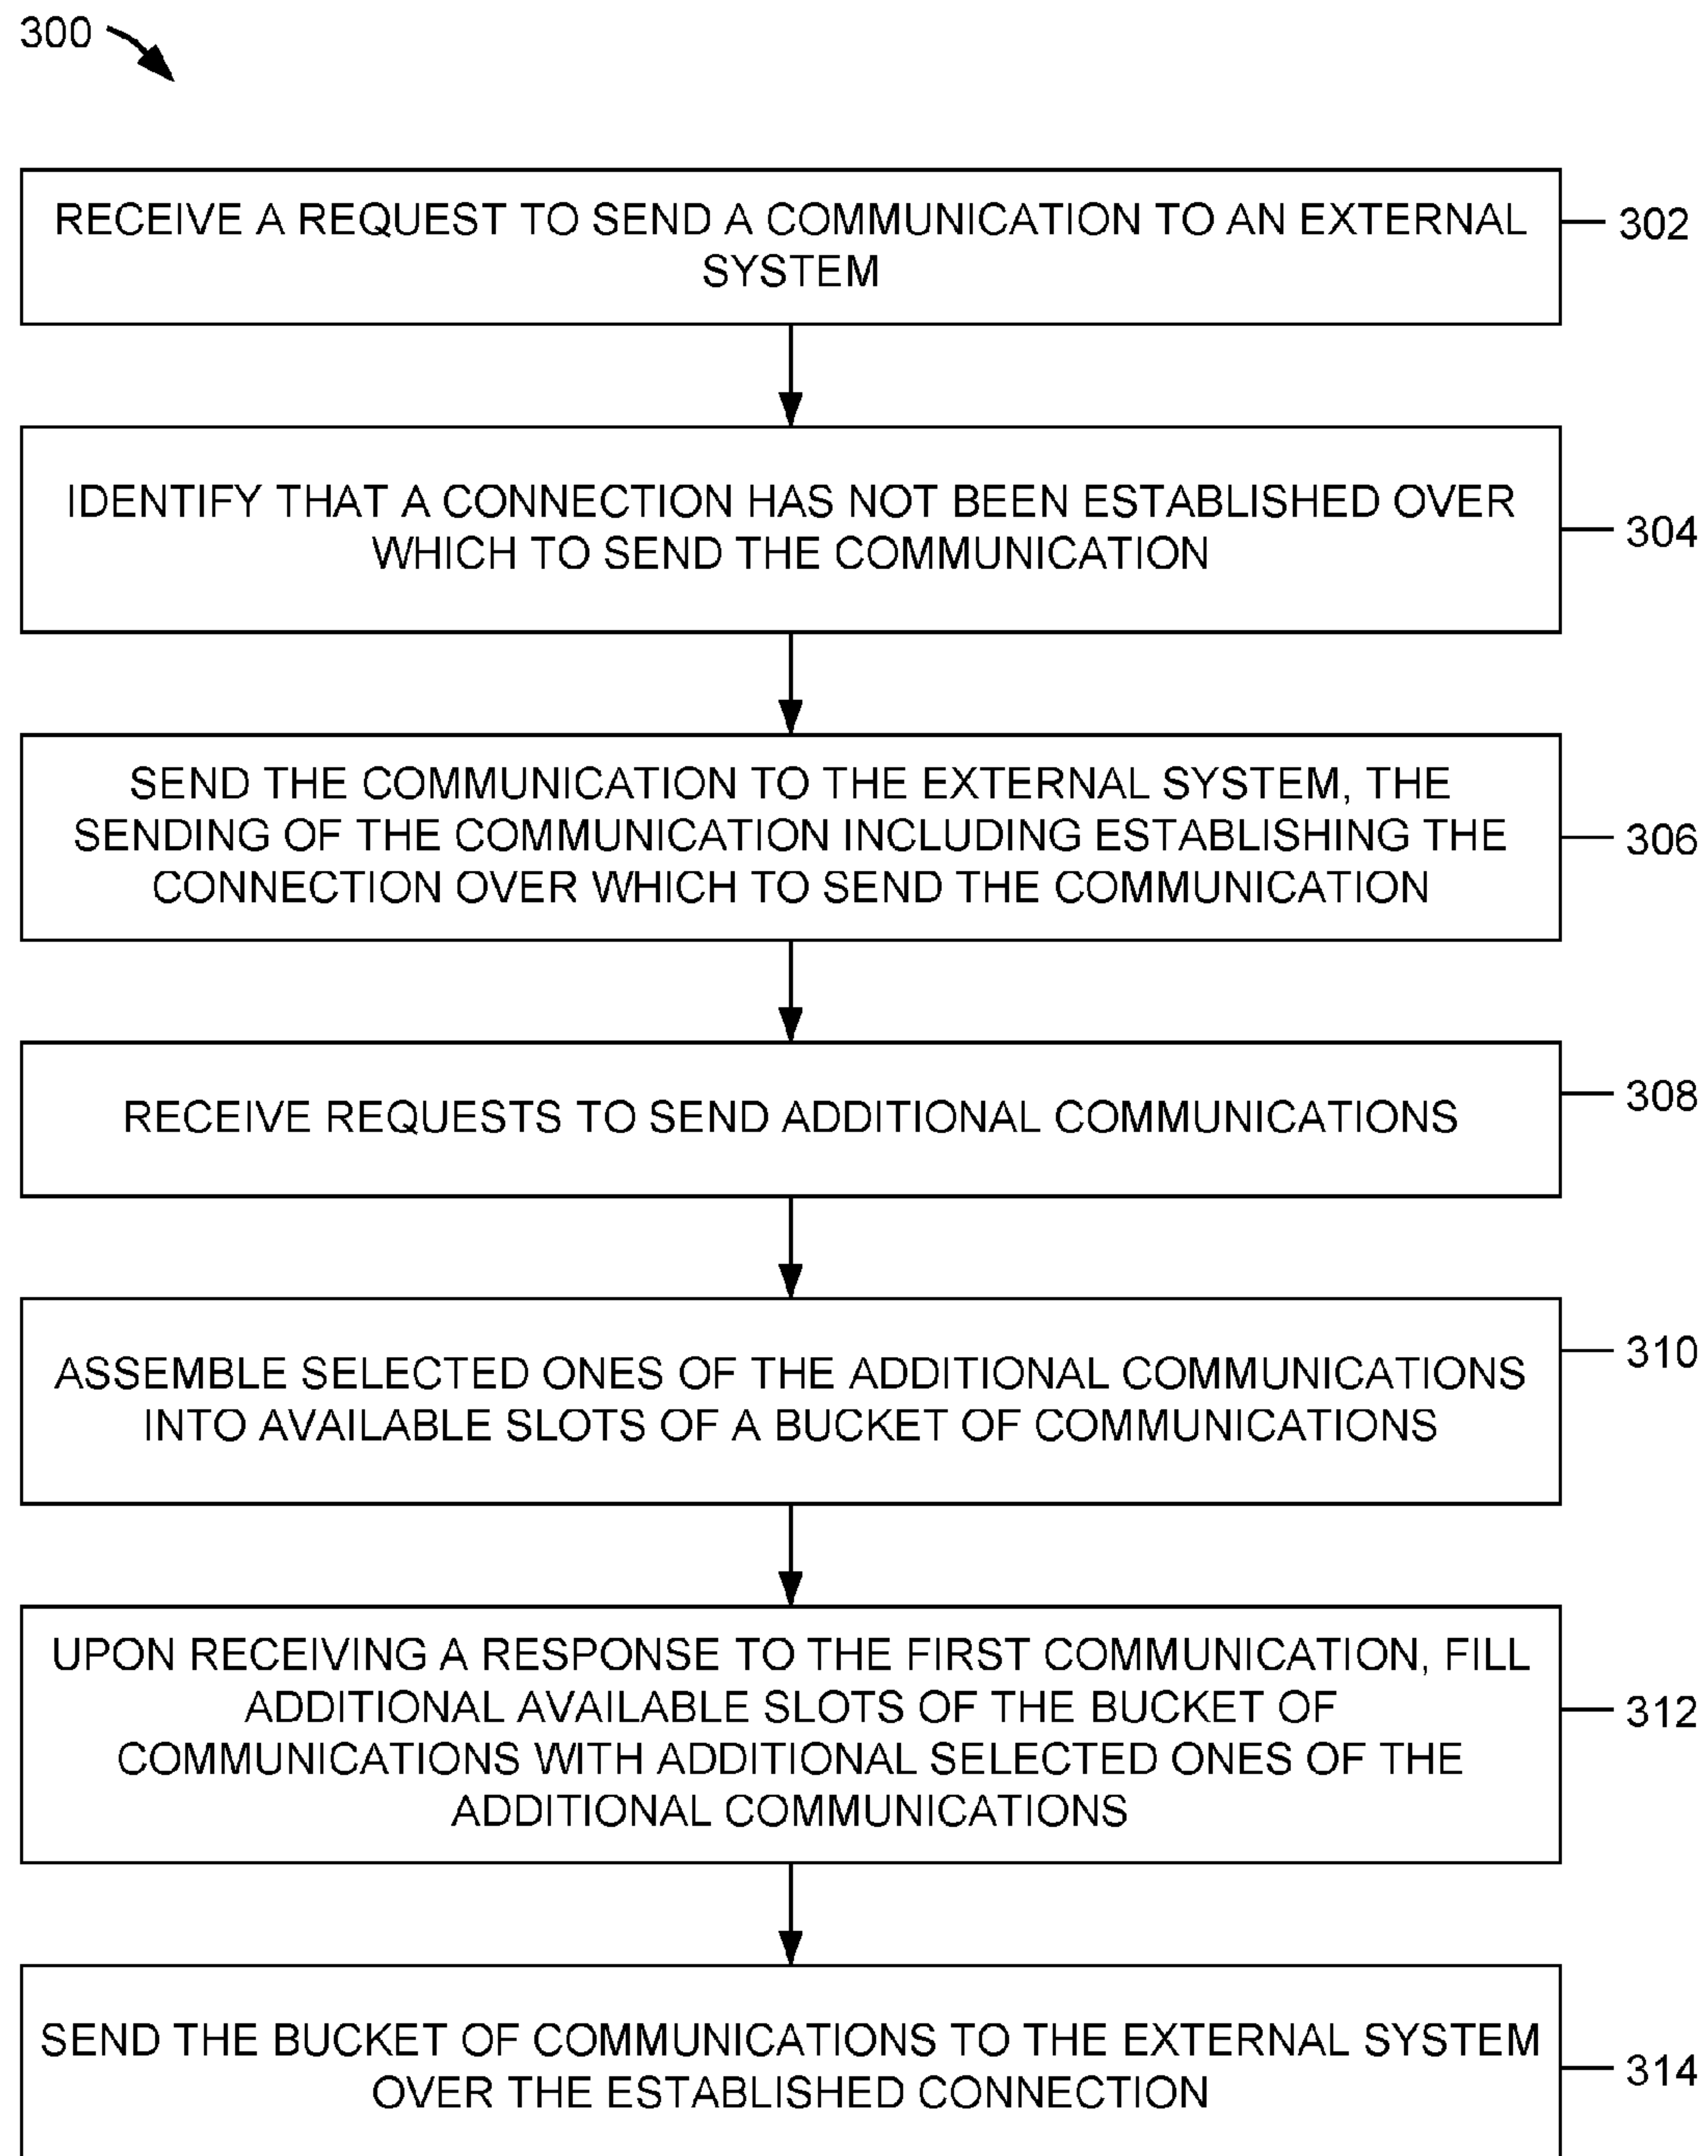 300
RECEIVE A REQUEST TO SEND A COMMUNICATION TO AN EXTERNAL
SYSTEM
302
IDENTIFY THAT A CONNECTION HAS NOT BEEN ESTABLISHED OVER
WHICH TO SEND THE COMMUNICATION
304
SEND THE COMMUNICATION TO THE EXTERNAL SYSTEM, THE
SENDING OF THE COMMUNICATION INCLUDING ESTABLISHING THE
CONNECTION OVER WHICH TO SEND THE COMMUNICATION
306
RECEIVE REQUESTS TO SEND ADDITIONAL COMMUNICATIONS
308
ASSEMBLE SELECTED ONES OF THE ADDITIONAL COMMUNICATIONS
INTO AVAILABLE SLOTS OF A BUCKET OF COMMUNICATIONS
310
UPON RECEIVING A RESPONSE TO THE FIRST COMMUNICATION, FILL
ADDITIONAL AVAILABLE SLOTS OF THE BUCKET OF
COMMUNICATIONS WITH ADDITIONAL SELECTED ONES OF THE
ADDITIONAL COMMUNICATIONS
312
SEND THE BUCKET OF COMMUNICATIONS TO THE EXTERNAL SYSTEM
OVER THE ESTABLISHED CONNECTION
314